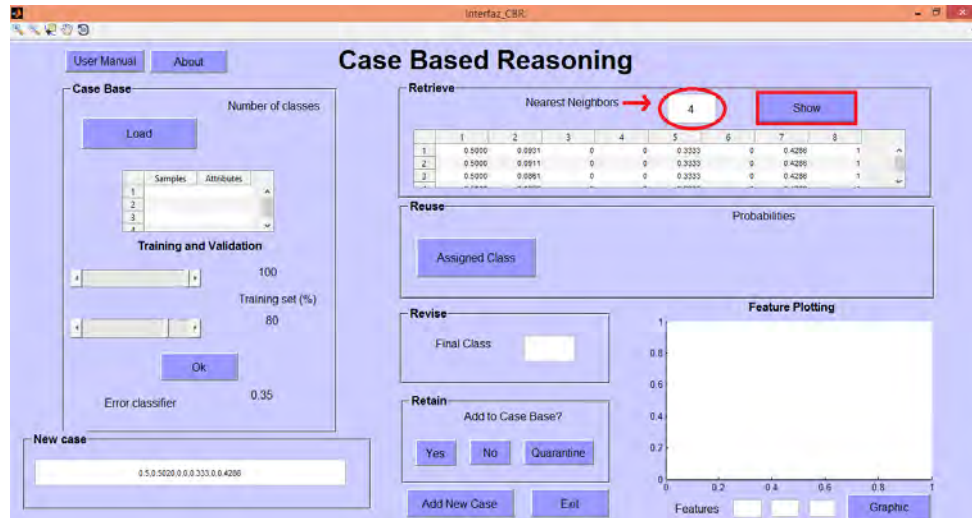 Interfaz_CBR
User Manual About
Case Based Reasoning
Case Base
Number of classes
Load
Samples Attributes
1
2
3
4
Training and Validation
100
Training set (%)
80
Ok
Error classifier 0.35
New case
0.5,0.5020,0,0,0.333,0,0.4286
Retrieve
Nearest Neighbors → 4 Show
1 2 3 4 5 6 7 8
1 0.5000 0.0931 0 0 0.3333 0 0.4286 1
2 0.5000 0.0911 0 0 0.3333 0 0.4286 1
3 0.5000 0.0861 0 0 0.3333 0 0.4286 1
Reuse
Probabilities
Assigned Class
Revise
Final Class
Retain
Add to Case Base?
Yes No Quarantine
Add New Case Exit
Feature Plotting
1
0.8
0.6
0.4
0.2
0
0 0.2 0.4 0.6 0.8 1
Features Graphic